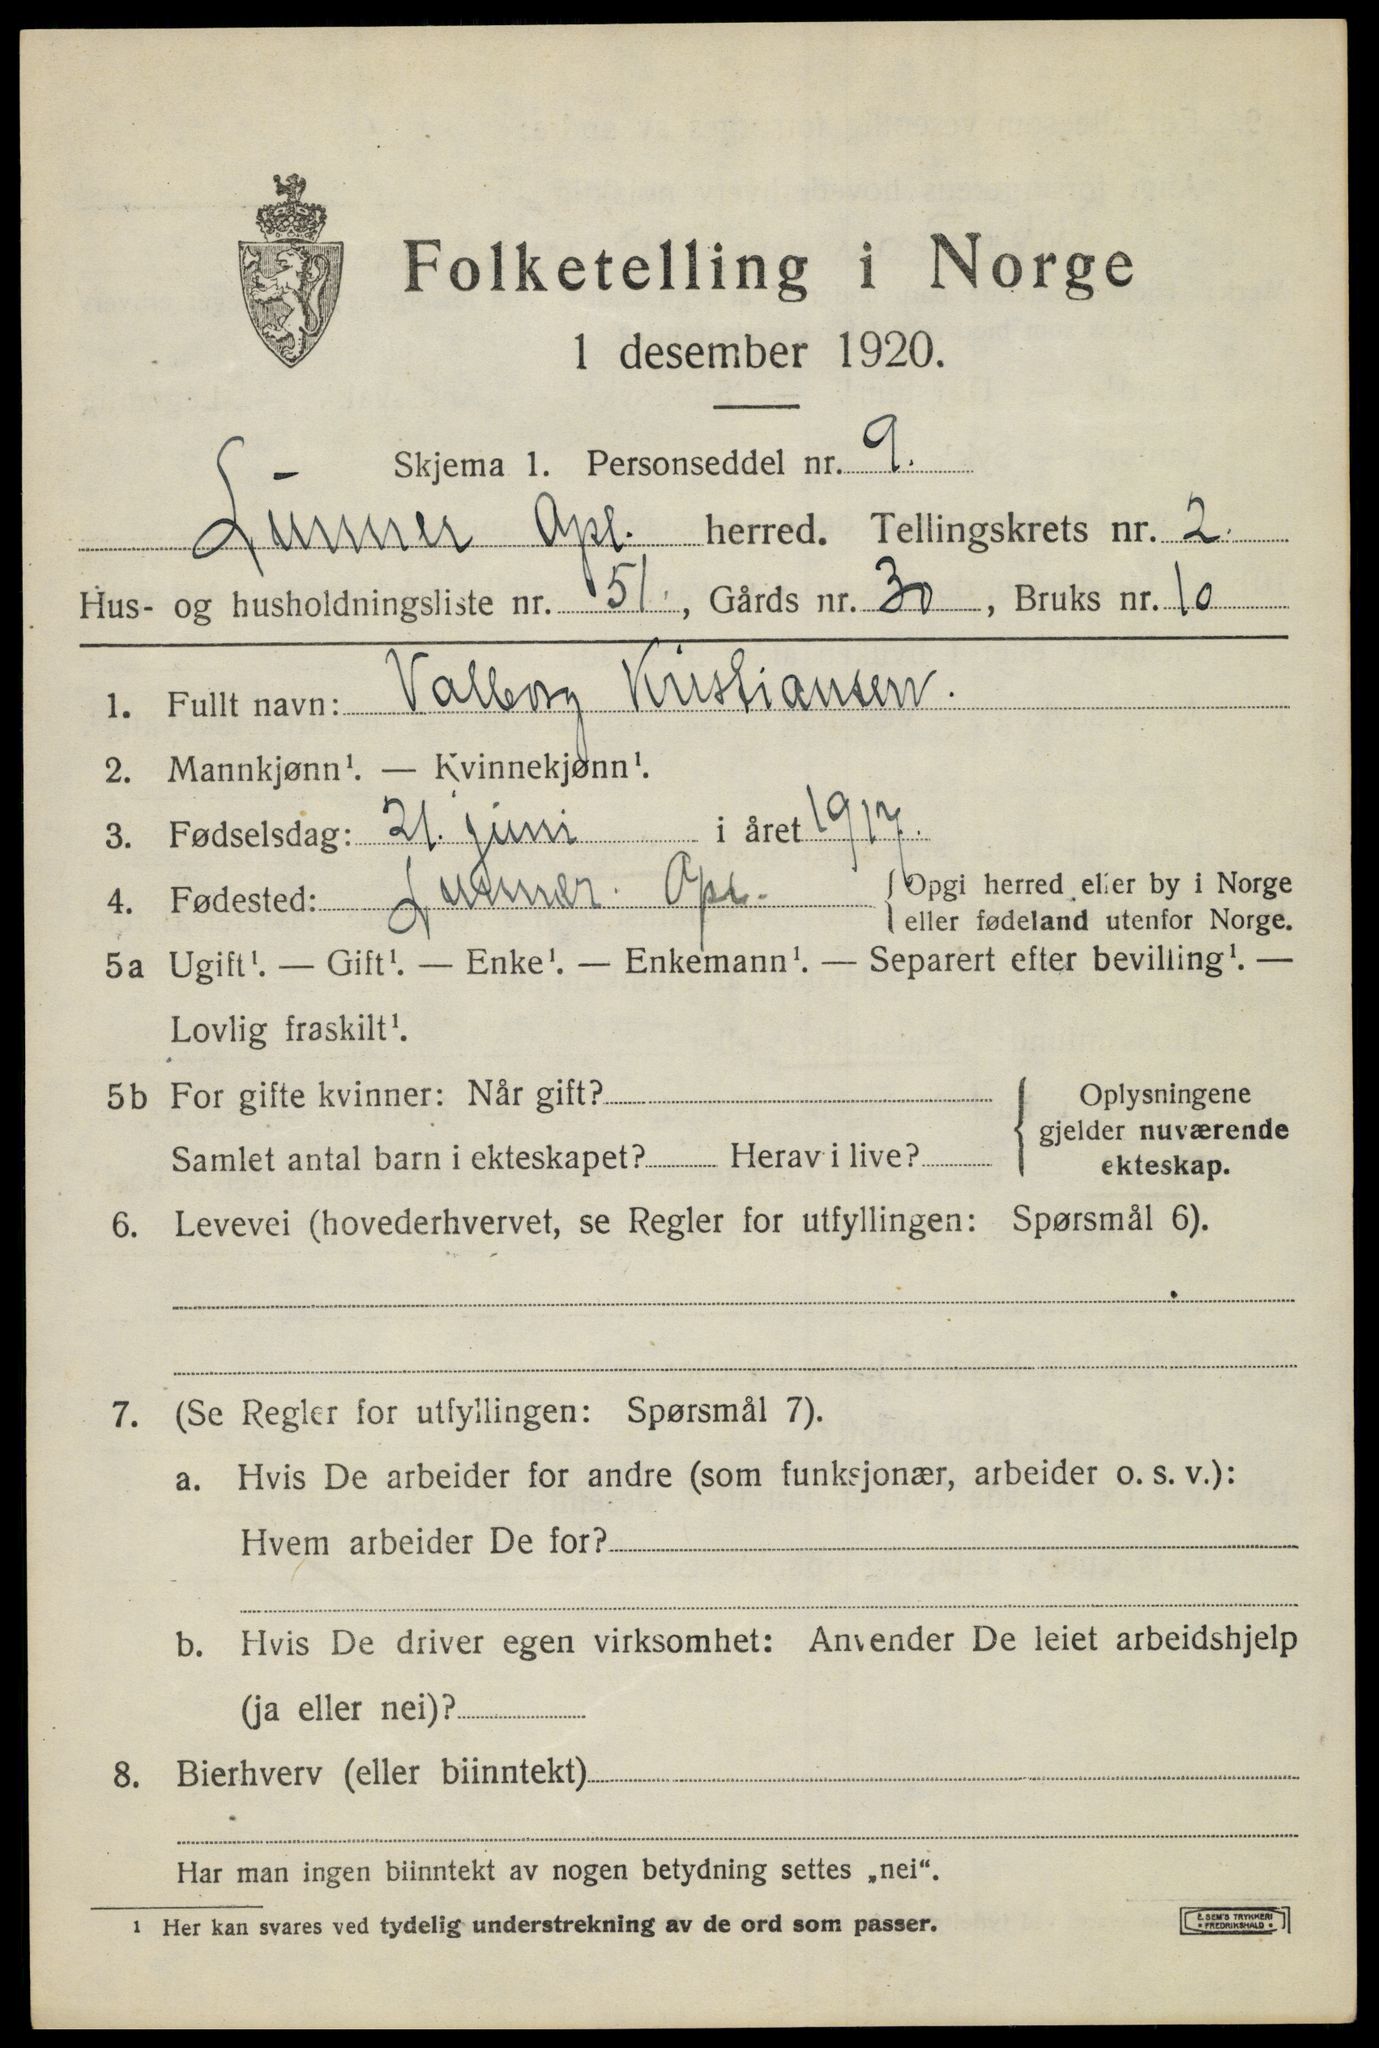 Folketelling i Norge
1 desember 1920.
Skjema 1. Personseddel nr. 9.
Lunner Opl. herred. Tellingskrets nr. 2.
Hus- og husholdningsliste nr. 51., Gårds nr. 30, Bruks nr. 10
1. Fullt navn: Valborg Kristiansen.
2. Mannkjønn¹. — Kvinnekjønn¹.
3. Fødselsdag: 21. juni i året 1917.
4. Fødested: Lunner. Opl. {Opgi herred eller by i Norge
eller fødeland utenfor Norge.
5a Ugift¹. — Gift¹. — Enke¹. — Enkemann¹. — Separert efter bevilling¹. —
Lovlig fraskilt¹.
5b For gifte kvinner: Når gift? { Oplysningene
gjelder nuværende
Samlet antal barn i ekteskapet? Herav i live? ekteskap.
6. Levevei (hovederhvervet, se Regler for utfyllingen: Spørsmål 6).
7. (Se Regler for utfyllingen: Spørsmål 7).
a. Hvis De arbeider for andre (som funksjonær, arbeider o. s. v.):
Hvem arbeider De for?
b. Hvis De driver egen virksomhet: Anvender De leiet arbeidshjelp
(ja eller nei)?
8. Bierhverv (eller biinntekt)
Har man ingen biinntekt av nogen betydning settes „nei“.
¹ Her kan svares ved tydelig understrekning av de ord som passer.
E. SEM'S TRYKKERI
• FREDRIKSHALD •